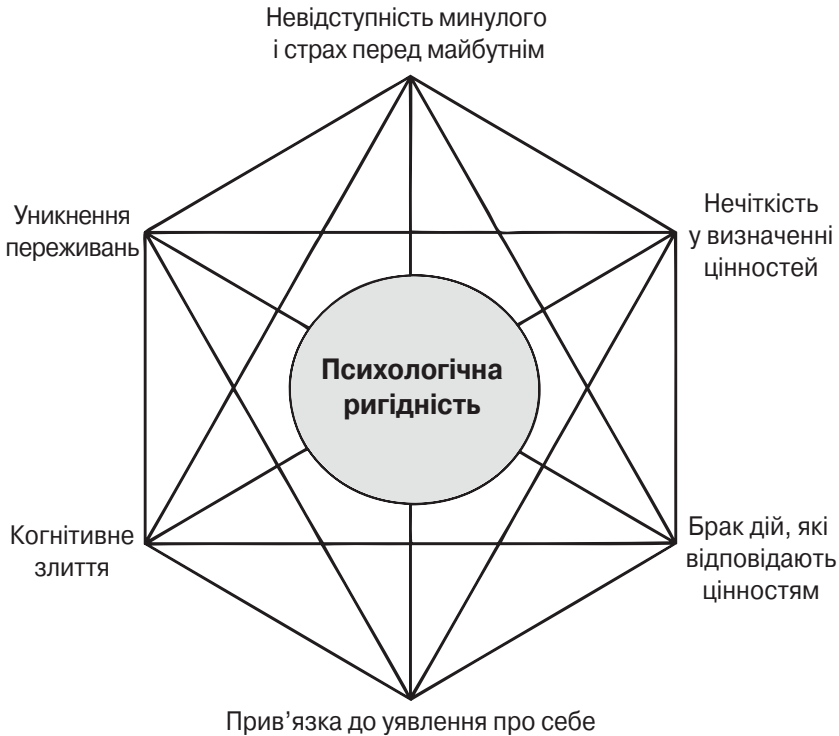 Невідступність минулого
і страх перед майбутнім
Уникнення
переживань
Нечіткість
у визначенні
цінностей
Психологічна
ригідність
Когнітивне
злиття
Брак дій, які
відповідають
цінностям
Прив’язка до уявлення про себе